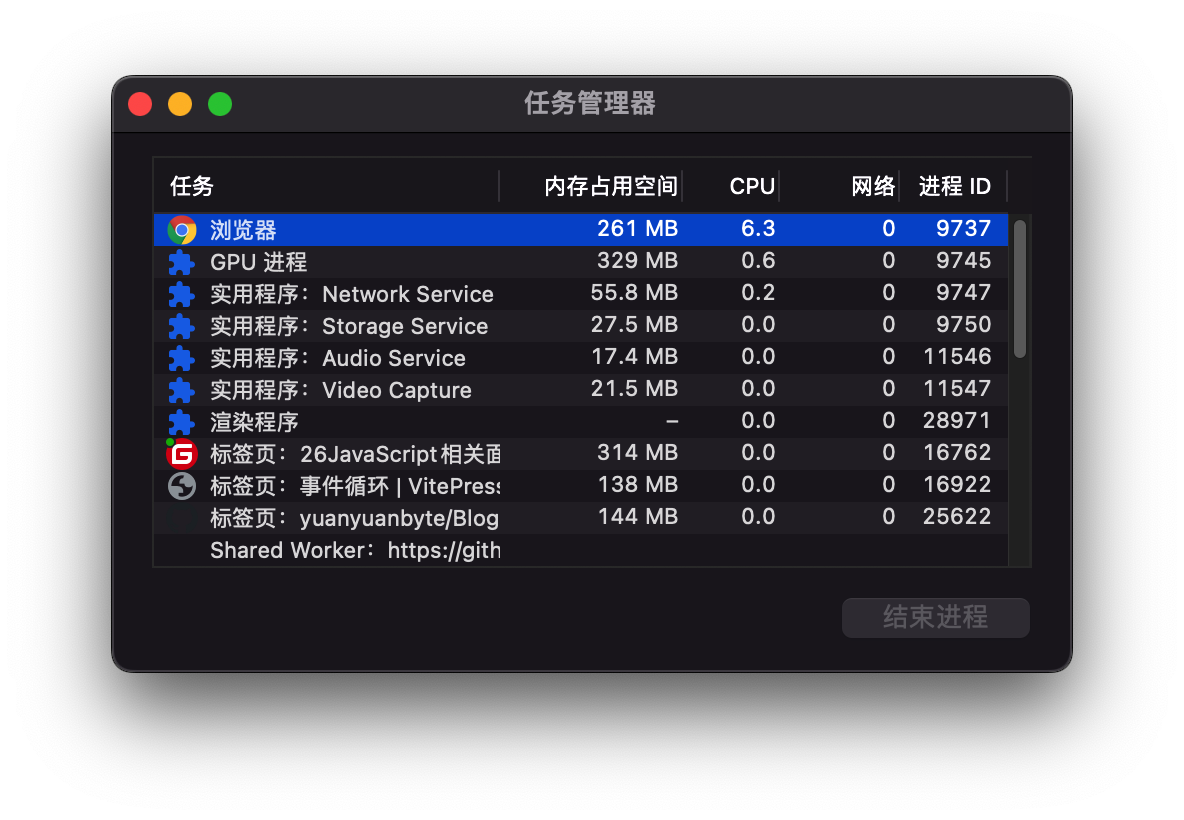 任务管理器
任务 内存占用空间 CPU 网络 进程 ID
浏览器 261 MB 6.3 0 9737
GPU 进程 329 MB 0.6 0 9745
实用程序：Network Service 55.8 MB 0.2 0 9747
实用程序：Storage Service 27.5 MB 0.0 0 9750
实用程序：Audio Service 17.4 MB 0.0 0 11546
实用程序：Video Capture 21.5 MB 0.0 0 11547
渲染程序 – 0.0 0 28971
标签页：26JavaScript相关面 314 MB 0.0 0 16762
标签页：事件循环 | VitePress 138 MB 0.0 0 16922
标签页：yuanyuanbyte/Blog 144 MB 0.0 0 25622
Shared Worker：https://gith
结束进程